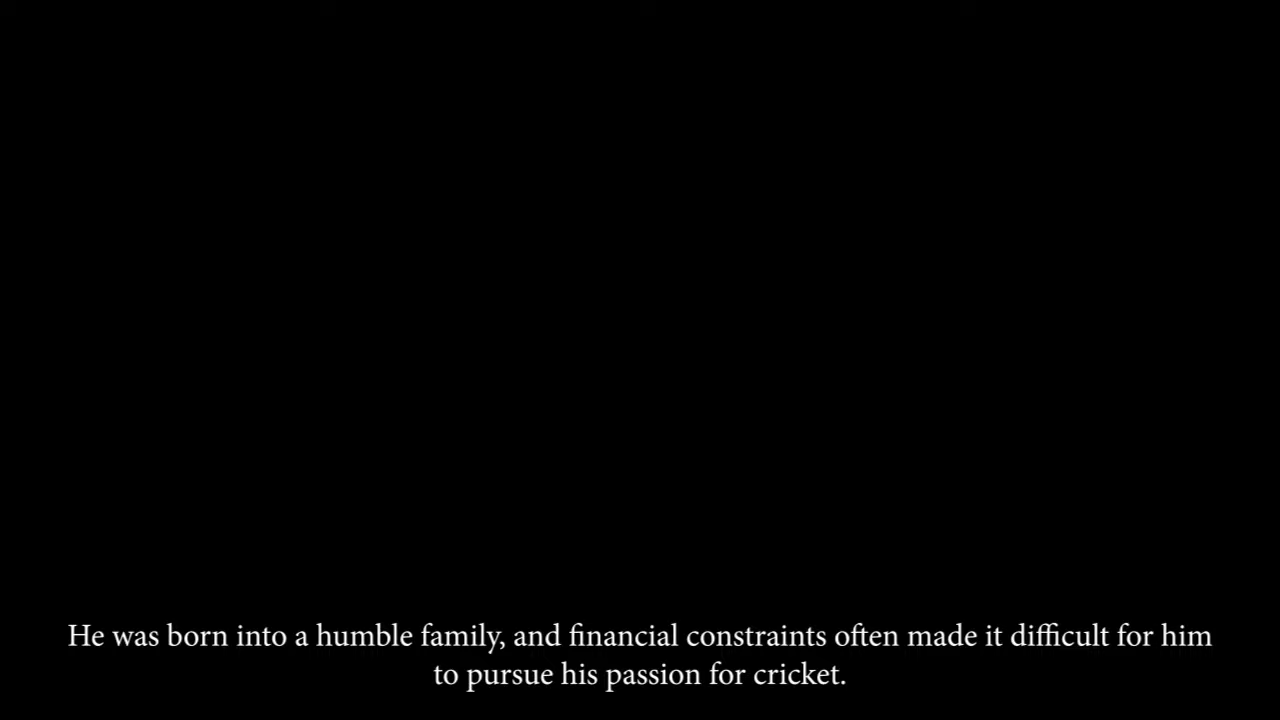 He was born into a humble family, and financial constraints often made it difficult for him
to pursue his passion for cricket.